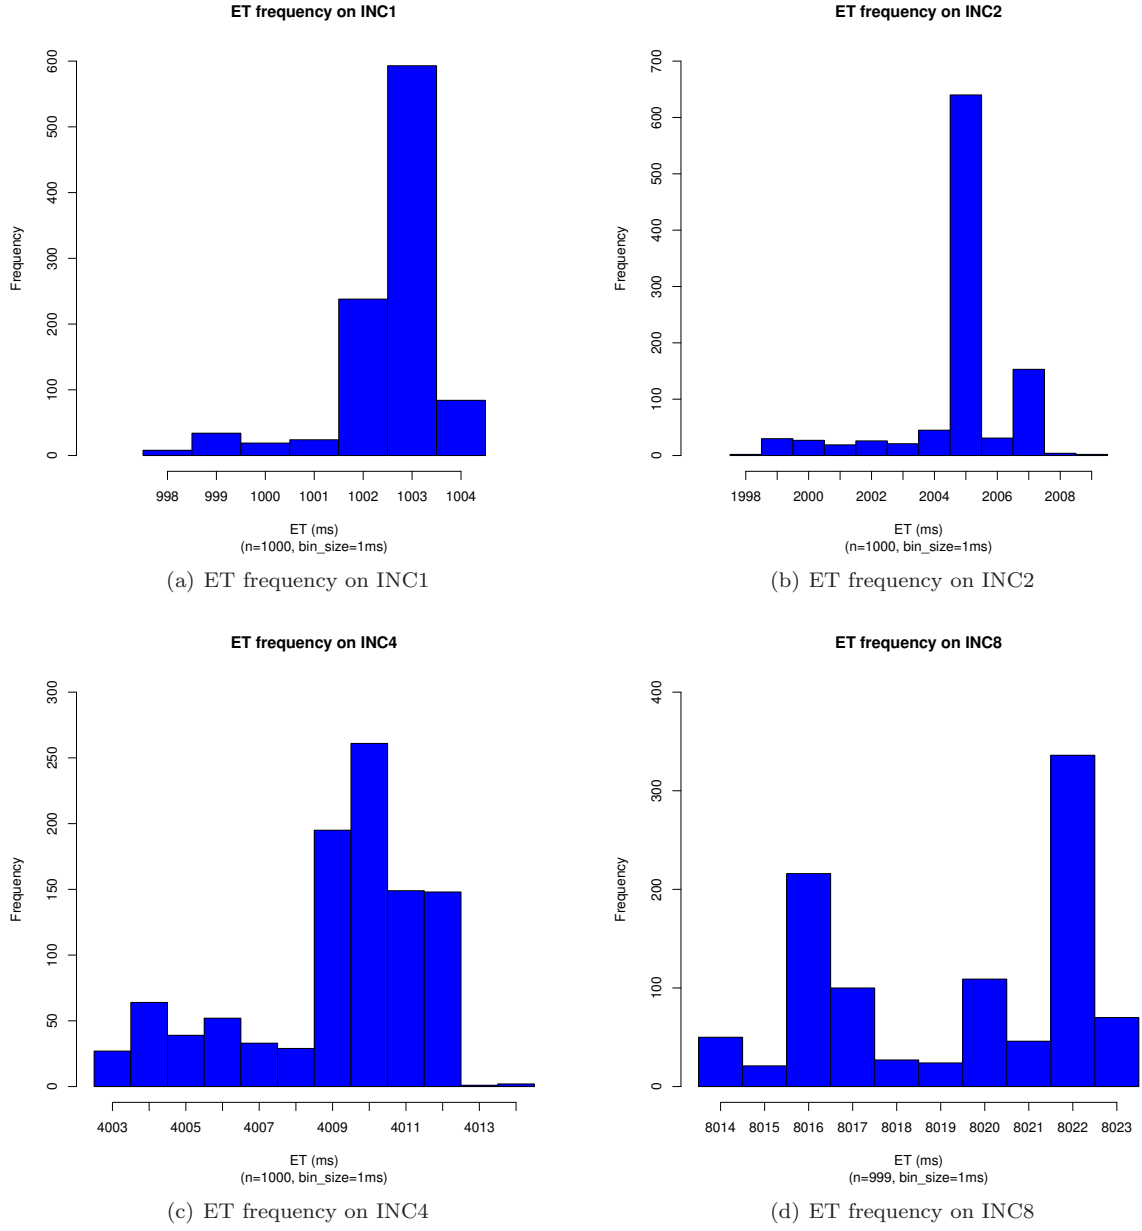 ET frequency on INC1
600
500
400
300
200
100
0
Frequency
998 999 1000 1001 1002 1003 1004
ET (ms)
(n=1000, bin_size=1ms)
(a) ET frequency on INC1
ET frequency on INC2
700
600
500
400
300
200
100
0
Frequency
1998 2000 2002 2004 2006 2008
ET (ms)
(n=1000, bin_size=1ms)
(b) ET frequency on INC2
ET frequency on INC4
300
250
200
150
100
50
0
Frequency
4003 4005 4007 4009 4011 4013
ET (ms)
(n=1000, bin_size=1ms)
(c) ET frequency on INC4
ET frequency on INC8
400
300
200
100
0
Frequency
8014 8015 8016 8017 8018 8019 8020 8021 8022 8023
ET (ms)
(n=999, bin_size=1ms)
(d) ET frequency on INC8